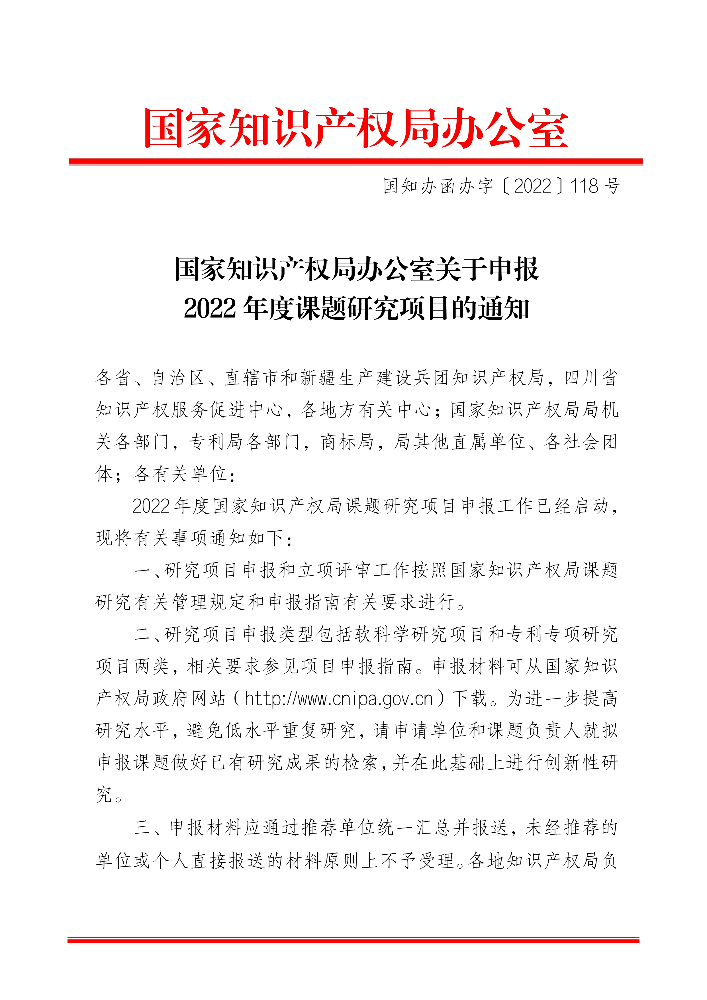 国家知识产权局办公室
国知办函办字〔2022〕118 号
国家知识产权局办公室关于申报
2022 年度课题研究项目的通知
各省、自治区、直辖市和新疆生产建设兵团知识产权局，四川省
知识产权服务促进中心，各地方有关中心；国家知识产权局局机
关各部门，专利局各部门，商标局，局其他直属单位、各社会团
体；各有关单位：
2022 年度国家知识产权局课题研究项目申报工作已经启动，
现将有关事项通知如下：
一、研究项目申报和立项评审工作按照国家知识产权局课题
研究有关管理规定和申报指南有关要求进行。
二、研究项目申报类型包括软科学研究项目和专利专项研究
项目两类，相关要求参见项目申报指南。申报材料可从国家知识
产权局政府网站（http://www.cnipa.gov.cn）下载。为进一步提高
研究水平，避免低水平重复研究，请申请单位和课题负责人就拟
申报课题做好已有研究成果的检索，并在此基础上进行创新性研
究。
三、申报材料应通过推荐单位统一汇总并报送，未经推荐的
单位或个人直接报送的材料原则上不予受理。各地知识产权局负